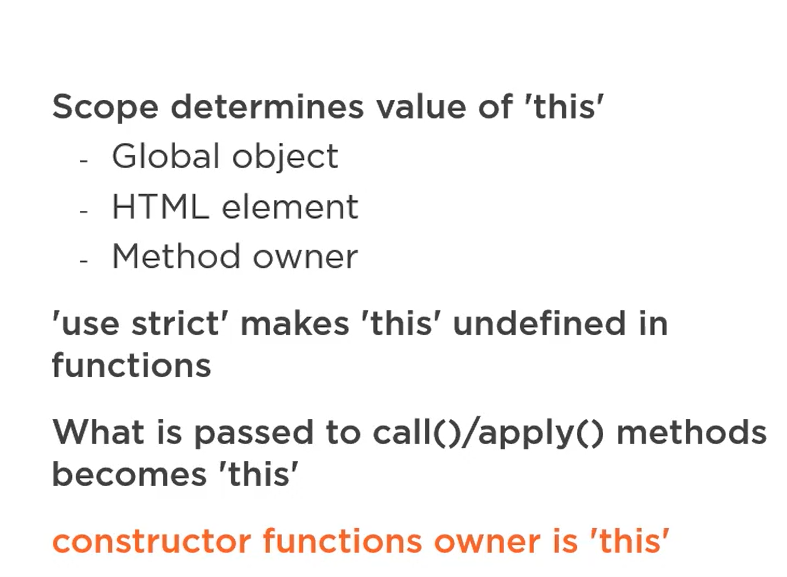 Scope determines value of 'this'
- Global object
- HTML element
- Method owner
'use strict' makes 'this' undefined in
functions
What is passed to call()/apply() methods
becomes 'this'
constructor functions owner is 'this'